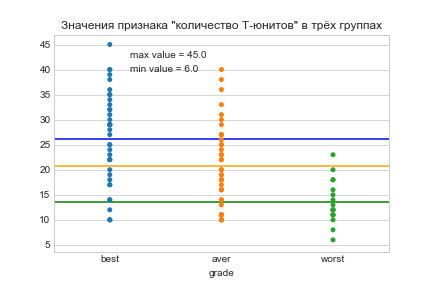 Значения признака "количество Т-юнитов" в трёх группах
max value = 45.0
min value = 6.0
45
40
35
30
25
20
15
10
5
best aver worst
grade